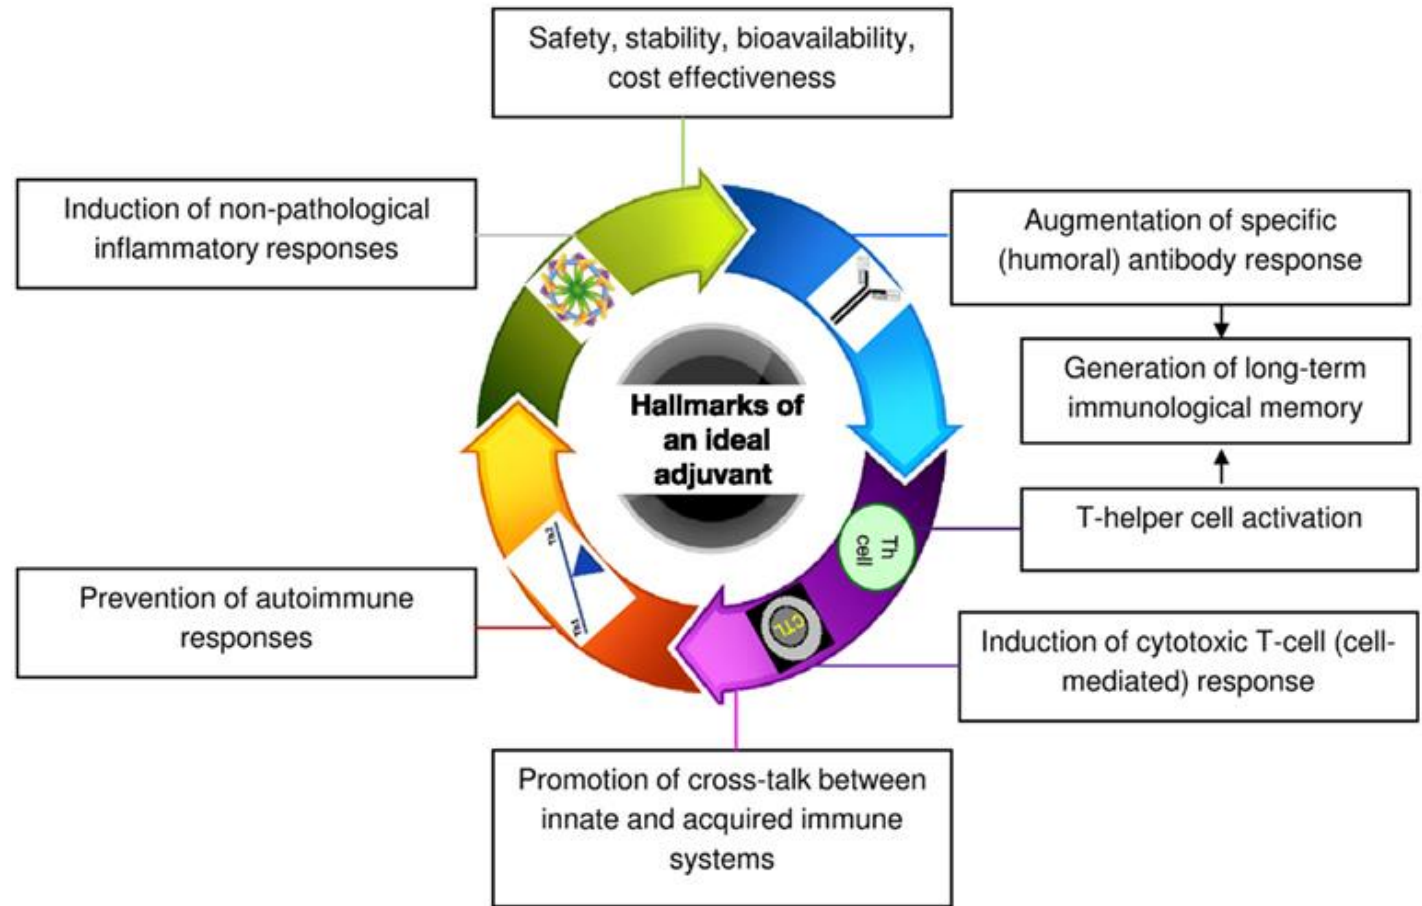 Safety, stability, bioavailability,
cost effectiveness
Induction of non-pathological
inflammatory responses
Augmentation of specific
(humoral) antibody response
Generation of long-term
immunological memory
Hallmarks of
an ideal
adjuvant
T-helper cell activation
Th
cell
Th2
Th1
CTL
Prevention of autoimmune
responses
Induction of cytotoxic T-cell (cell-
mediated) response
Promotion of cross-talk between
innate and acquired immune
systems